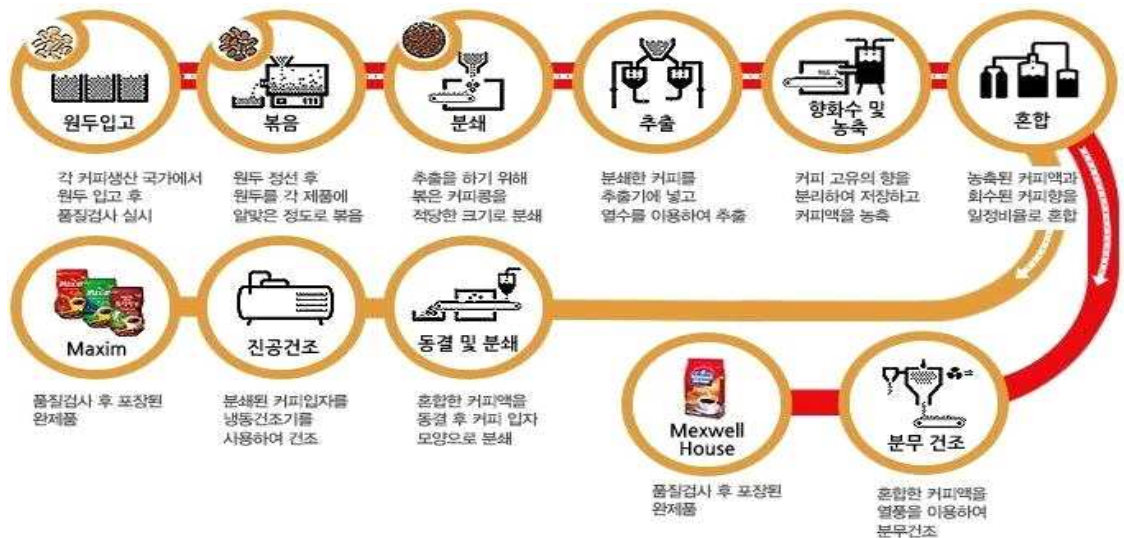 원두입고
각 커피생산 국가에서
원두 입고 후
품질검사 실시
볶음
원두 정선 후
원두를 각 제품에
알맞은 정도로 볶음
분쇄
추출을 하기 위해
볶은 커피콩을
적당한 크기로 분쇄
추출
분쇄한 커피를
추출기에 넣고
열수를 이용하여 추출
향화수 및
농축
커피 고유의 향을
분리하여 저장하고
커피액을 농축
혼합
농축된 커피액과
회수된 커피향을
일정비율로 혼합
Maxim
품질검사 후 포장된
완제품
진공건조
분쇄된 커피입자를
냉동건조기를
사용하여 건조
동결 및 분쇄
혼합한 커피액을
동결 후 커피 입자
모양으로 분쇄
Mexwell
House
품질검사 후 포장된
완제품
분무 건조
혼합한 커피액을
열풍을 이용하여
분무건조